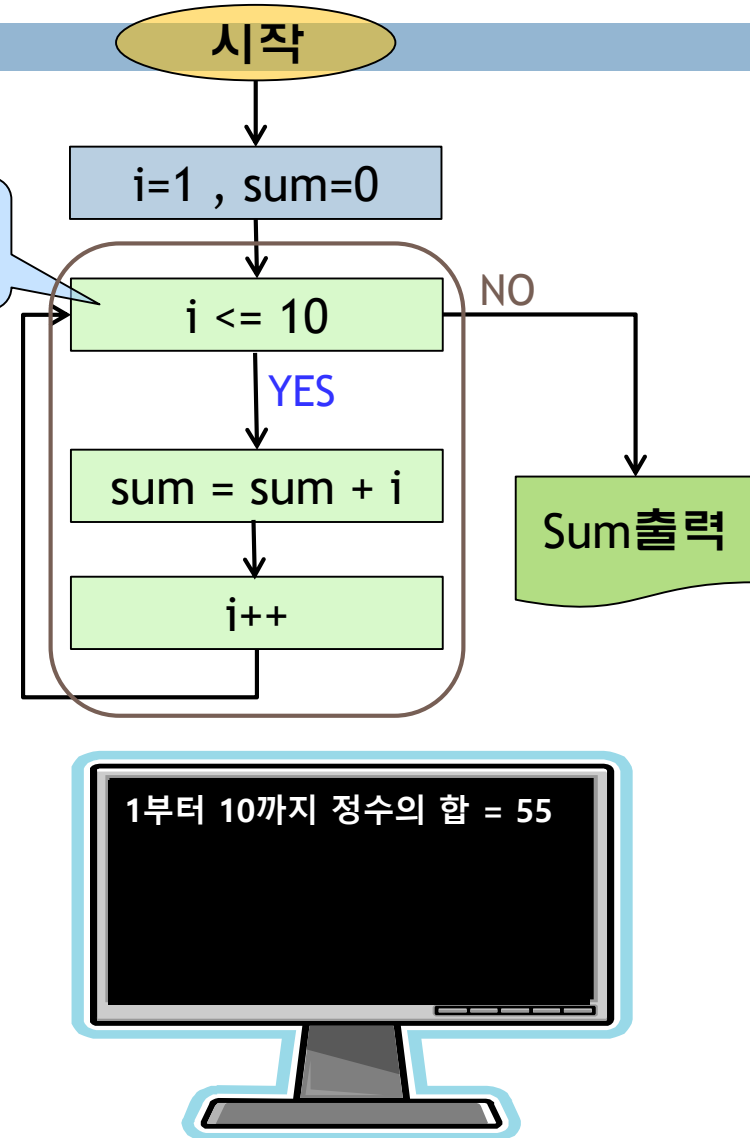 시작
i=1 , sum=0
i <= 10
NO
YES
sum = sum + i
Sum출력
i++
1부터 10까지 정수의 합 = 55